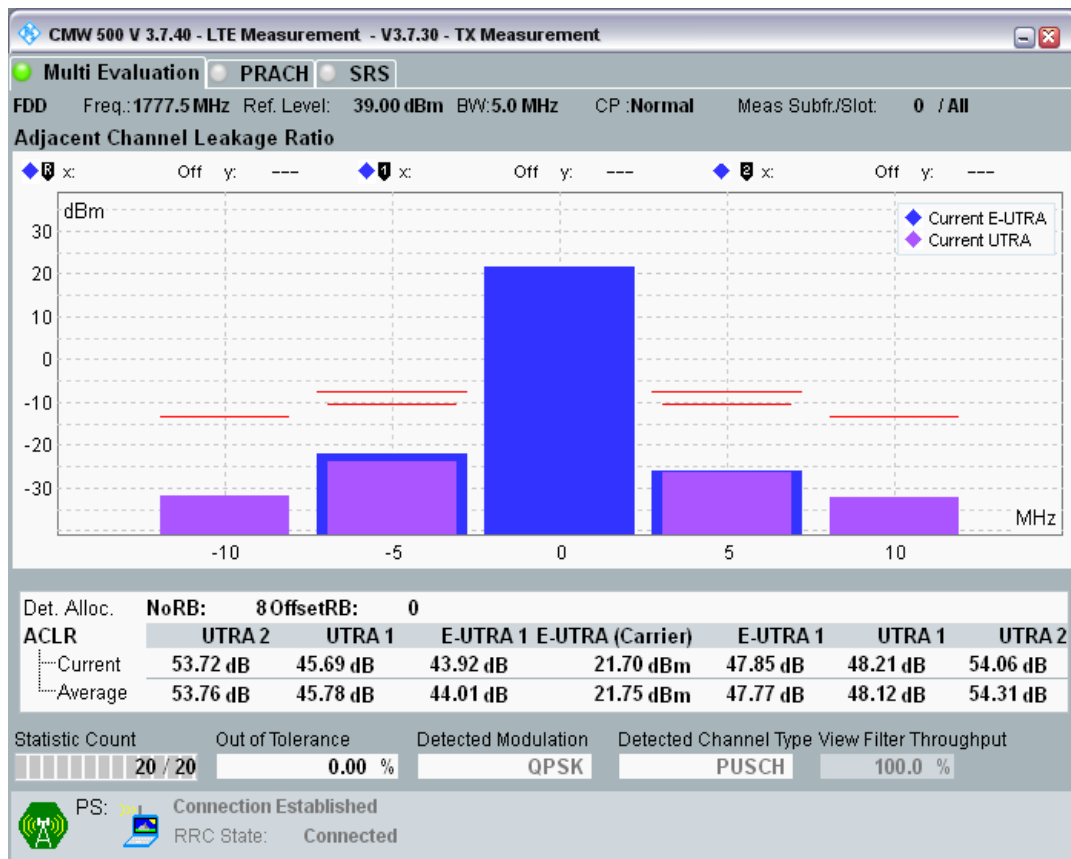 CMW 500 V 3.7.40 - LTE Measurement - V3.7.30 - TX Measurement
Multi Evaluation PRACH SRS
FDD Freq.: 1777.5 MHz Ref. Level: 39.00 dBm BW: 5.0 MHz CP : Normal Meas Subfr./Slot: 0 / All
Adjacent Channel Leakage Ratio
R x: Off y: --- 1 x: Off y: --- 2 x: Off y: ---
dBm
Current E-UTRA
Current UTRA
30
20
10
0
-10
-20
-30
MHz
-10 -5 0 5 10
Det. Alloc. NoRB: 8 OffsetRB: 0
ACLR UTRA 2 UTRA 1 E-UTRA 1 E-UTRA (Carrier) E-UTRA 1 UTRA 1 UTRA 2
Current 53.72 dB 45.69 dB 43.92 dB 21.70 dBm 47.85 dB 48.21 dB 54.06 dB
Average 53.76 dB 45.78 dB 44.01 dB 21.75 dBm 47.77 dB 48.12 dB 54.31 dB
Statistic Count Out of Tolerance Detected Modulation Detected Channel Type View Filter Throughput
20 / 20 0.00 % QPSK PUSCH 100.0 %
PS: Connection Established
RRC State: Connected